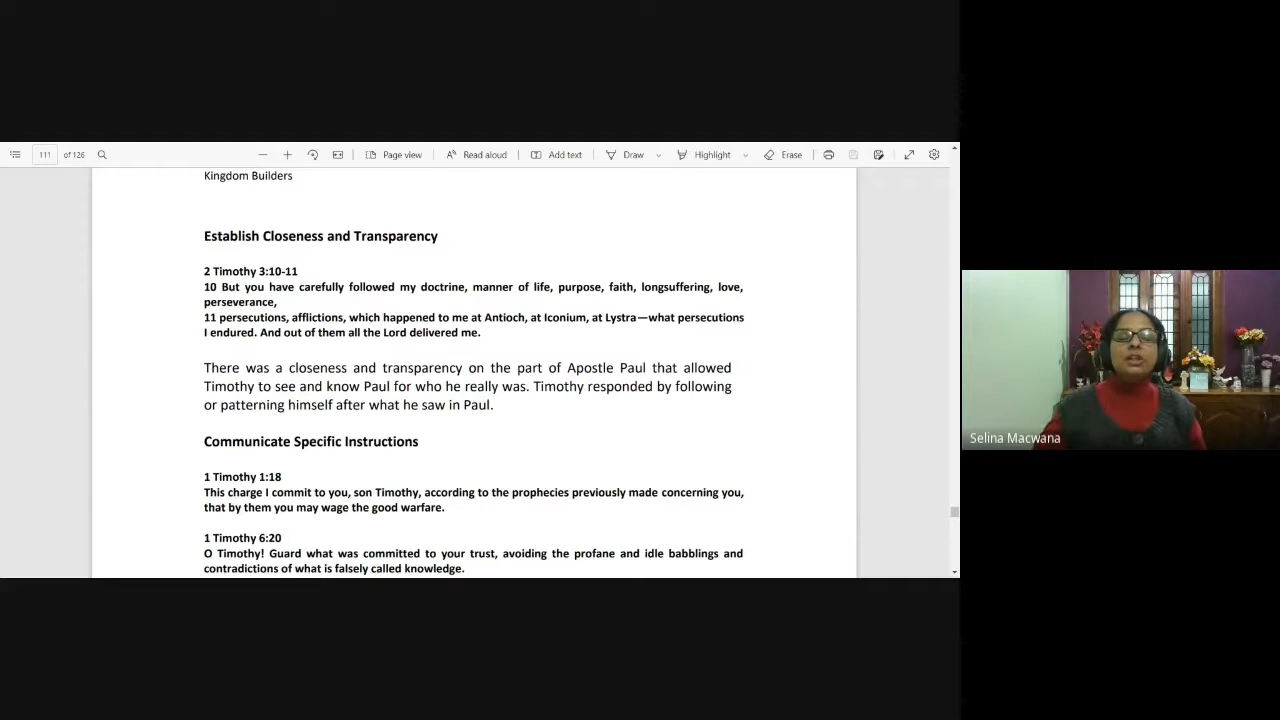 111 of 126
Page view
Read aloud
Add text
Draw
Highlight
Erase
Kingdom Builders
Establish Closeness and Transparency
2 Timothy 3:10-11
10 But you have carefully followed my doctrine, manner of life, purpose, faith, longsuffering, love,
perseverance,
11 persecutions, afflictions, which happened to me at Antioch, at Iconium, at Lystra—what persecutions
I endured. And out of them all the Lord delivered me.
There was a closeness and transparency on the part of Apostle Paul that allowed
Timothy to see and know Paul for who he really was. Timothy responded by following
or patterning himself after what he saw in Paul.
Communicate Specific Instructions
1 Timothy 1:18
This charge I commit to you, son Timothy, according to the prophecies previously made concerning you,
that by them you may wage the good warfare.
1 Timothy 6:20
O Timothy! Guard what was committed to your trust, avoiding the profane and idle babblings and
contradictions of what is falsely called knowledge.
Selina Macwana